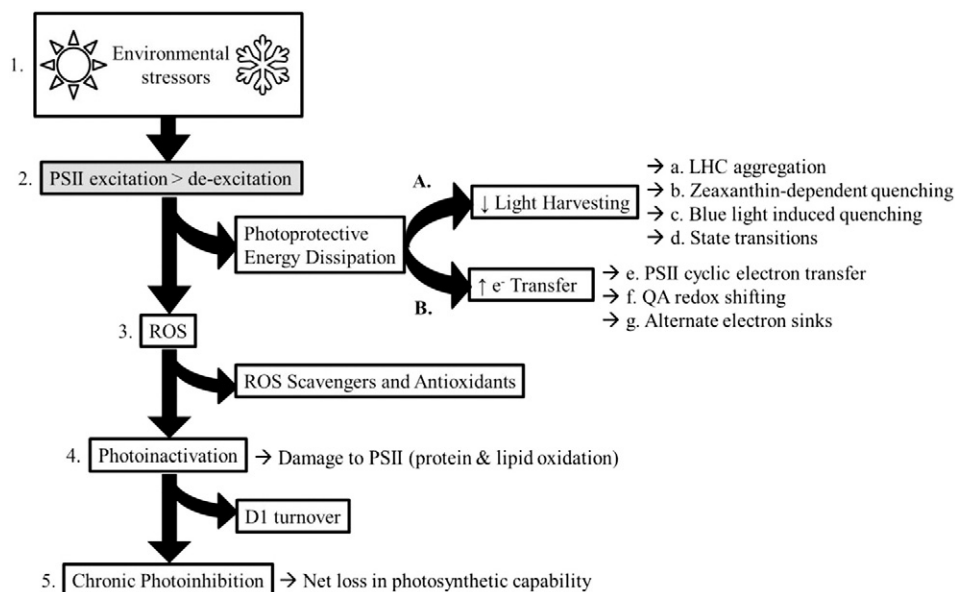 1.
Environmental
stressors
2. PSII excitation > de-excitation
Photoprotective
Energy Dissipation
A.
↓ Light Harvesting
→ a. LHC aggregation
→ b. Zeaxanthin-dependent quenching
→ c. Blue light induced quenching
→ d. State transitions
B.
↑ e⁻ Transfer
→ e. PSII cyclic electron transfer
→ f. QA redox shifting
→ g. Alternate electron sinks
3. ROS
ROS Scavengers and Antioxidants
4. Photoinactivation → Damage to PSII (protein & lipid oxidation)
D1 turnover
5. Chronic Photoinhibition → Net loss in photosynthetic capability